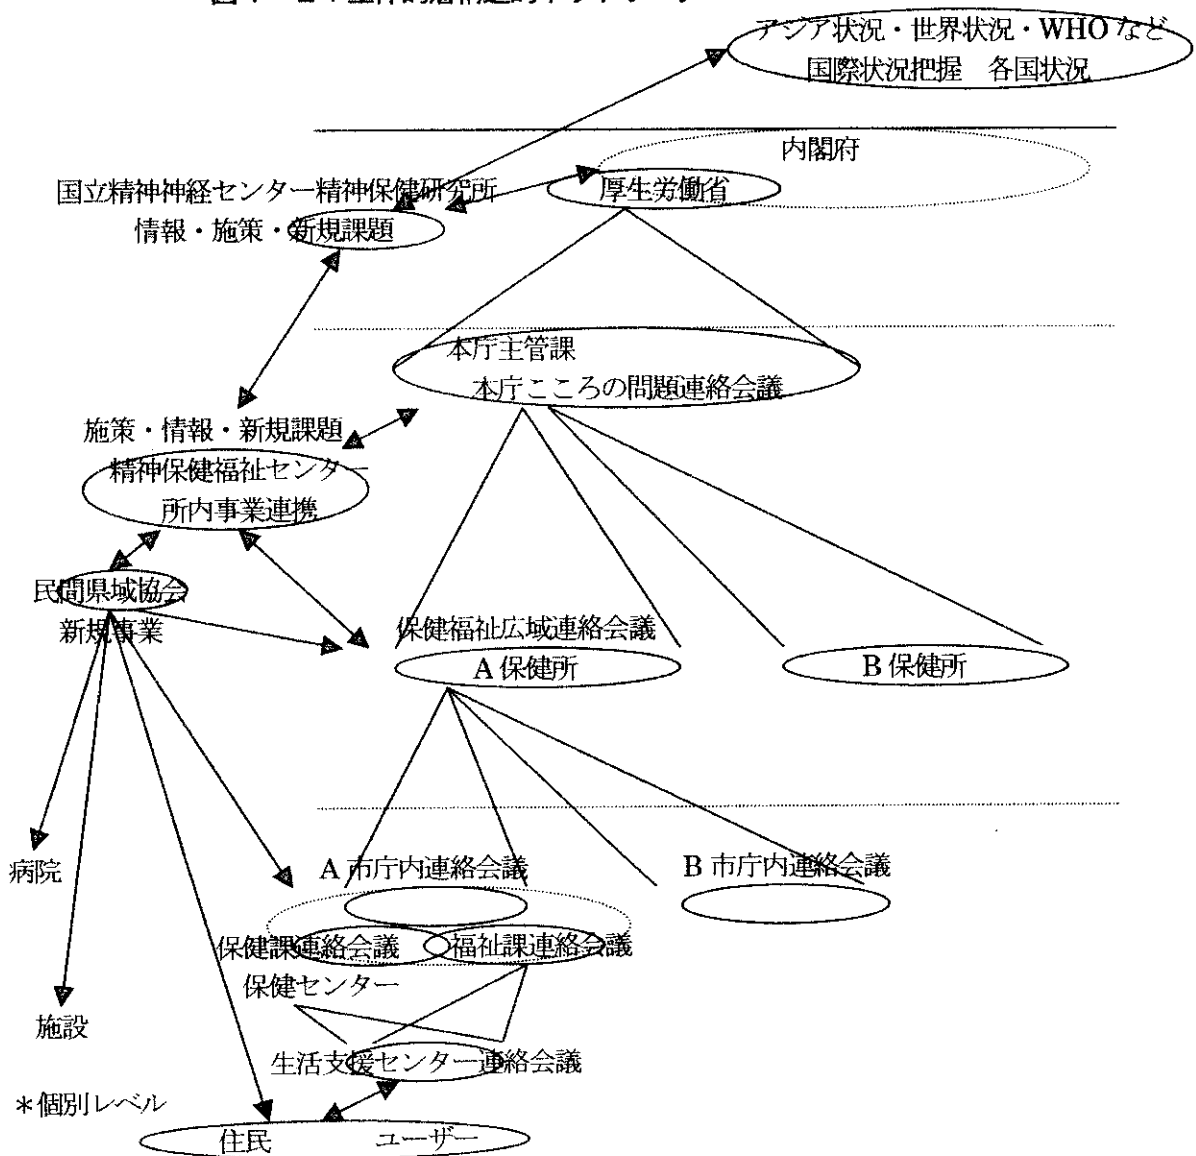 アジア状況・世界状況・WHO など
国際状況把握　各国状況
内閣府
国立精神神経センター精神保健研究所
厚生労働省
情報・施策・新規課題
本庁主管課
本庁こころの問題連絡会議
施策・情報・新規課題
精神保健福祉センター
所内事業連携
民間県域協会
新規事業
保健福祉広域連絡会議
A 保健所
B 保健所
病院
A 市庁内連絡会議
B 市庁内連絡会議
保健課連絡会議
福祉課連絡会議
保健センター
施設
生活支援センター連絡会議
＊個別レベル
住民
ユーザー